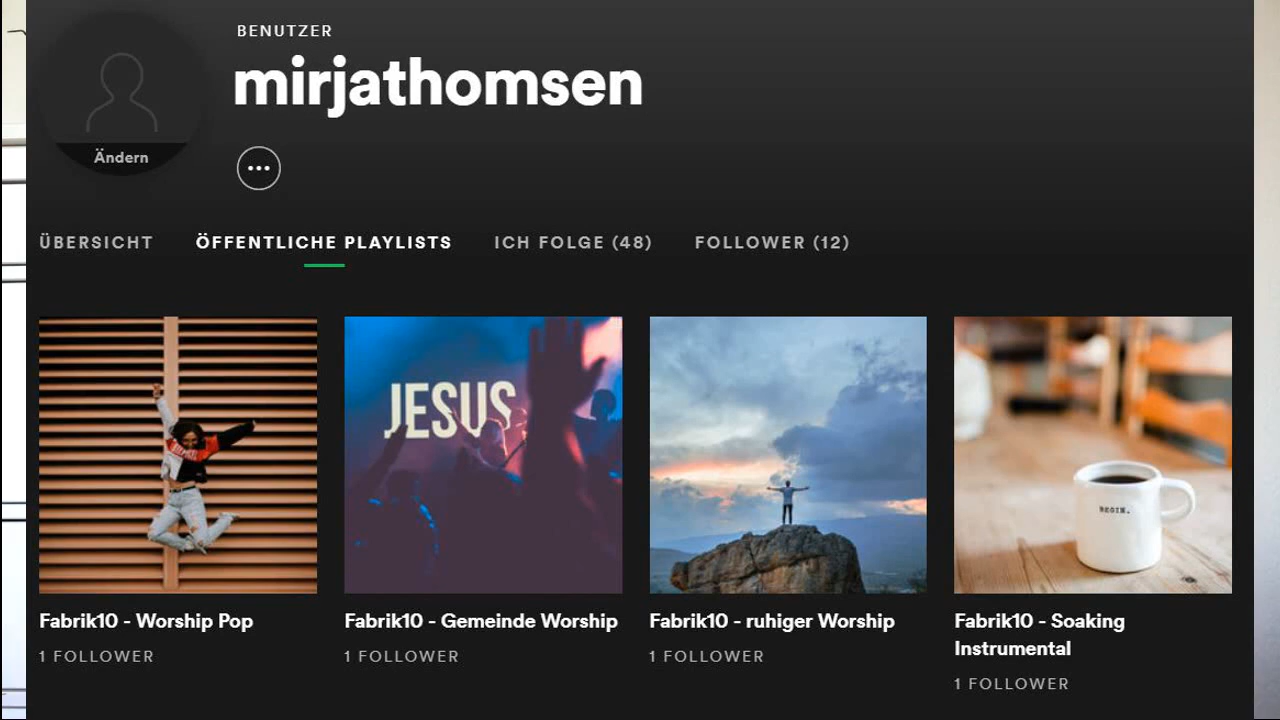 BENUTZER
mirjathomsen
Ändern
ÜBERSICHT ÖFFENTLICHE PLAYLISTS ICH FOLGE (48) FOLLOWER (12)
JESUS
BEGIN.
Fabrik10 - Worship Pop
1 FOLLOWER
Fabrik10 - Gemeinde Worship
1 FOLLOWER
Fabrik10 - ruhiger Worship
1 FOLLOWER
Fabrik10 - Soaking
Instrumental
1 FOLLOWER